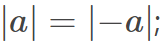 |a| = |−a|;